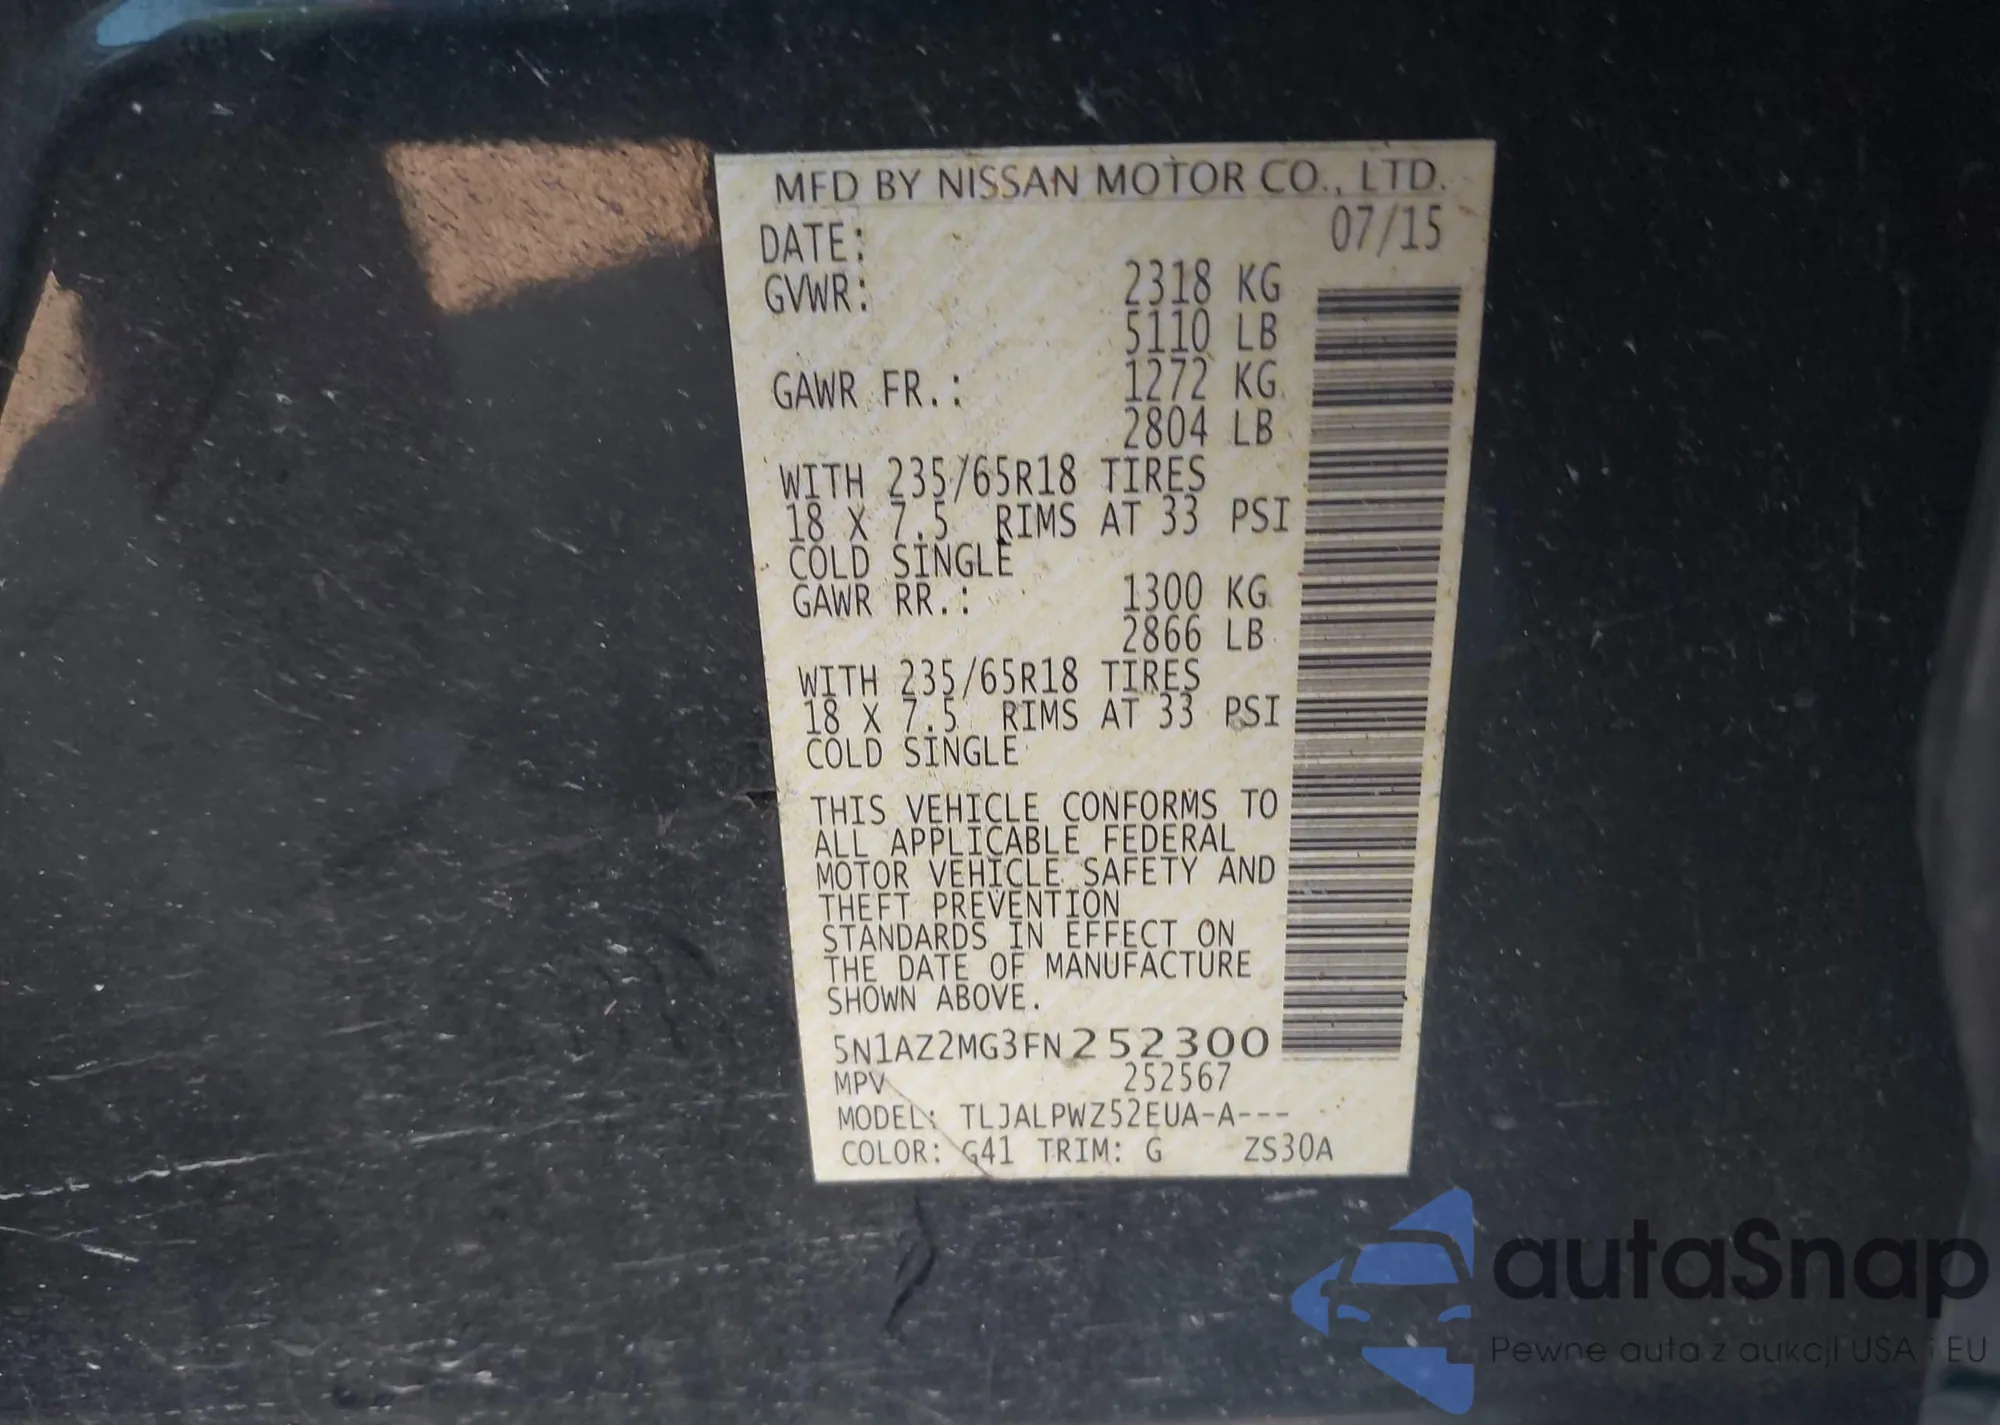 MFD BY NISSAN MOTOR CO., LTD.
DATE: 07/15
GVWR: 2318 KG
5110 LB
GAWR FR.: 1272 KG
2804 LB
WITH 235/65R18 TIRES
18 X 7.5 RIMS AT 33 PSI
COLD SINGLE
GAWR RR.: 1300 KG
2866 LB
WITH 235/65R18 TIRES
18 X 7.5 RIMS AT 33 PSI
COLD SINGLE
THIS VEHICLE CONFORMS TO
ALL APPLICABLE FEDERAL
MOTOR VEHICLE SAFETY AND
THEFT PREVENTION
STANDARDS IN EFFECT ON
THE DATE OF MANUFACTURE
SHOWN ABOVE.
5N1AZ2MG3FN252300
MPV 252567
MODEL: TLJALPWZ52EUA-A---
COLOR: G41 TRIM: G ZS30A
autaSnap
Pewne auta z aukcji USA i EU